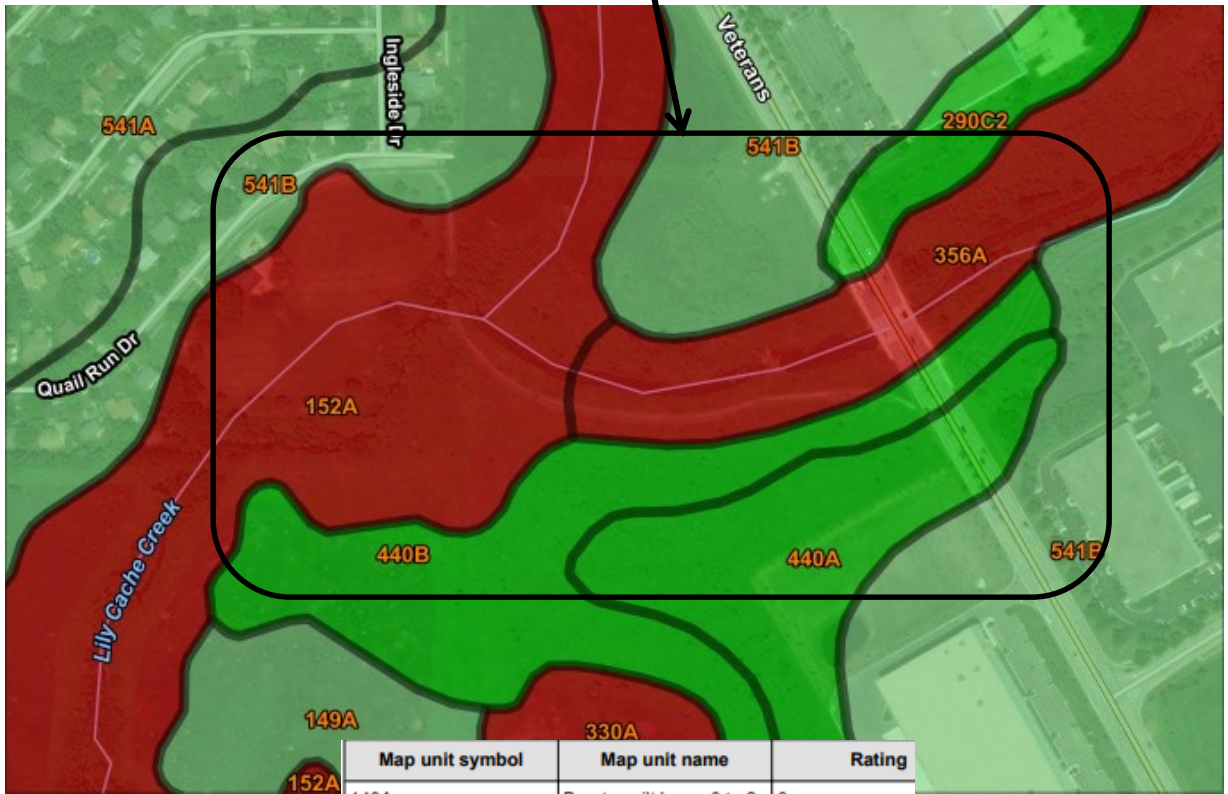 Veterans
Ingleside Dr
541A
290C2
541B
541B
356A
Quail Run Dr
152A
Lily Cache Creek
440B
440A
541B
149A
330A
152A
Map unit symbol Map unit name Rating